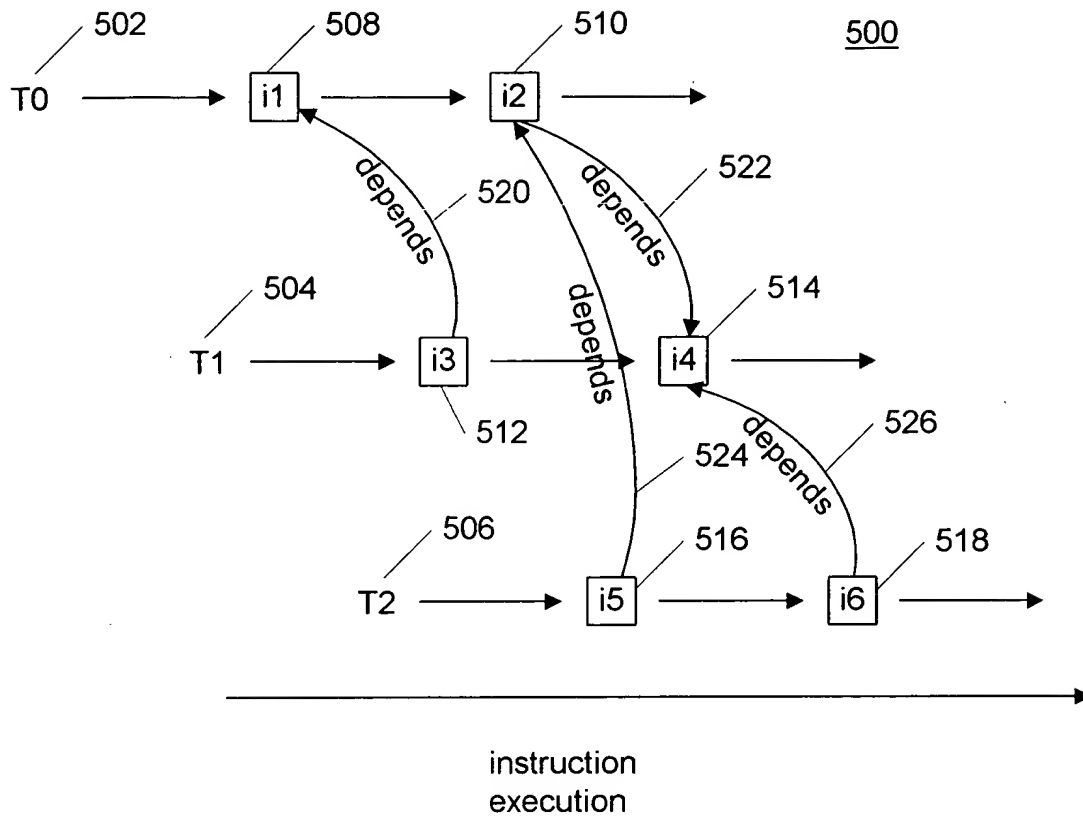 502
508
510
500
T0
i1
i2
depends
520
depends
522
504
depends
514
T1
i3
i4
512
depends
526
524
506
516
518
T2
i5
i6
instruction
execution